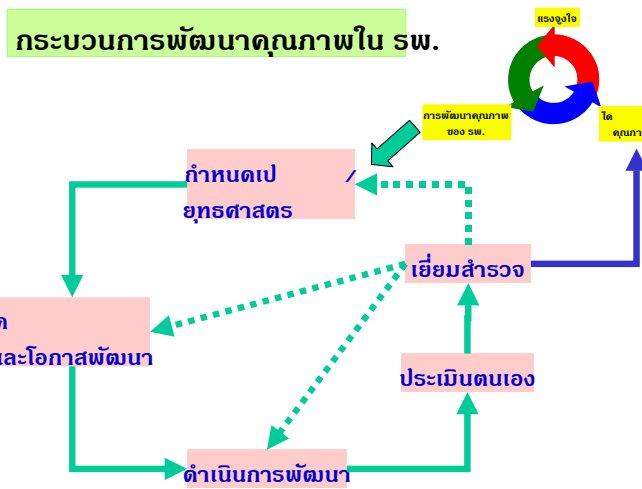 กระบวนการพัฒนาคุณภาพใน รพ.
แรงจูงใจ
การพัฒนาคุณภาพ
ของ รพ.
ได
คุณภา
กำหนดเป /
ยุทธศาสตร
เยี่ยมสำรวจ
ด
และโอกาสพัฒนา
ประเมินตนเอง
ดำเนินการพัฒนา